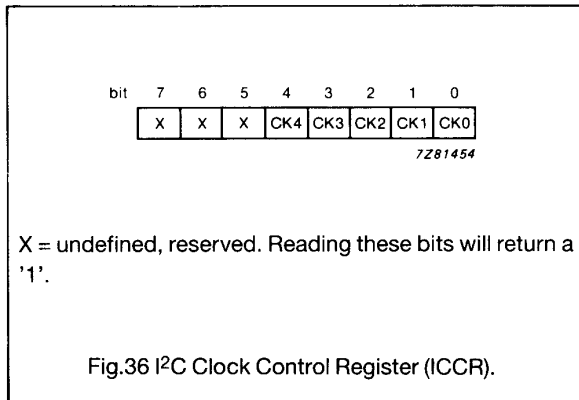 bit 7 6 5 4 3 2 1 0
X X X CK4 CK3 CK2 CK1 CK0
7Z81454
X = undefined, reserved. Reading these bits will return a
'1'.
Fig.36 I²C Clock Control Register (ICCR).